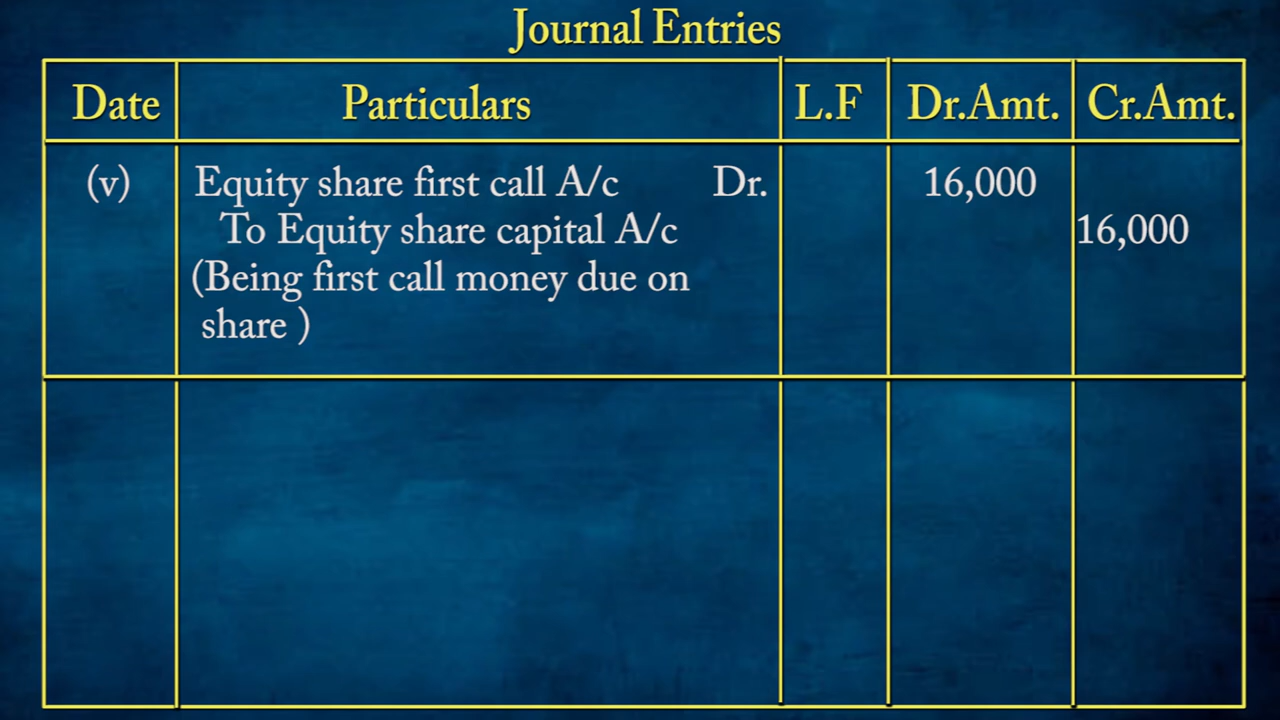 Journal Entries
Date Particulars L.F Dr.Amt. Cr.Amt.
(v) Equity share first call A/c Dr. 16,000
To Equity share capital A/c 16,000
(Being first call money due on
share )